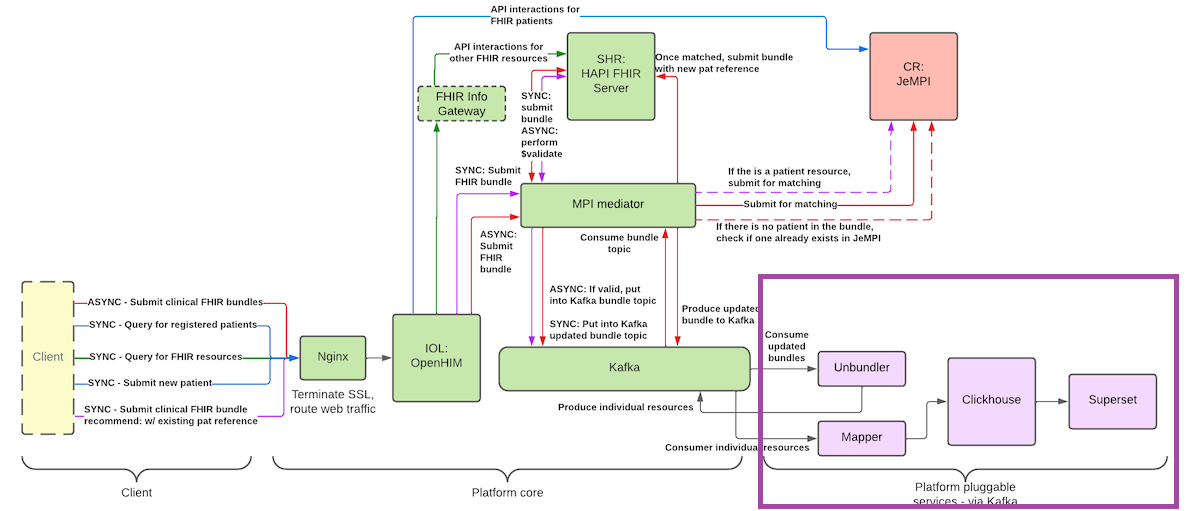 API interactions for
FHIR patients
API interactions for
other FHIR resources
SHR:
HAPI FHIR
Server
Once matched, submit bundle
with new pat reference
CR:
JeMPI
FHIR Info
Gateway
SYNC:
submit
bundle
ASYNC:
perform
$validate
SYNC: Submit
FHIR bundle
If the is a patient resource,
submit for matching
MPI mediator
Submit for matching
If there is no patient in the bundle,
check if one already exists in JeMPI
ASYNC:
Submit
FHIR
bundle
Consume bundle
topic
ASYNC: If valid, put
into Kafka bundle topic
SYNC: Put into Kafka
updated bundle topic
Produce updated
bundle to Kafka
Client
ASYNC - Submit clinical FHIR bundles
SYNC - Query for registered patients
SYNC - Query for FHIR resources
SYNC - Submit new patient
SYNC - Submit clinical FHIR bundle
recommend: w/ existing pat reference
Nginx
Terminate SSL,
route web traffic
IOL:
OpenHIM
Kafka
Consume
updated
bundles
Unbundler
Produce individual resources
Mapper
Consumer individual resources
Clickhouse
Superset
Client
Platform core
Platform pluggable
services - via Kafka